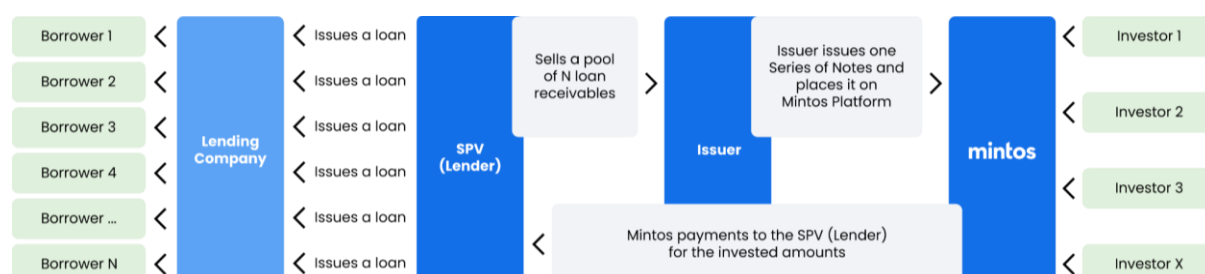 Borrower 1
Borrower 2
Borrower 3
Borrower 4
Borrower ...
Borrower N
Lending
Company
Issues a loan
Issues a loan
Issues a loan
Issues a loan
Issues a loan
Issues a loan
SPV
(Lender)
Sells a pool
of N loan
receivables
Issuer
Issuer issues one
Series of Notes and
places it on
Mintos Platform
Mintos payments to the SPV (Lender)
for the invested amounts
mintos
Investor 1
Investor 2
Investor 3
Investor X